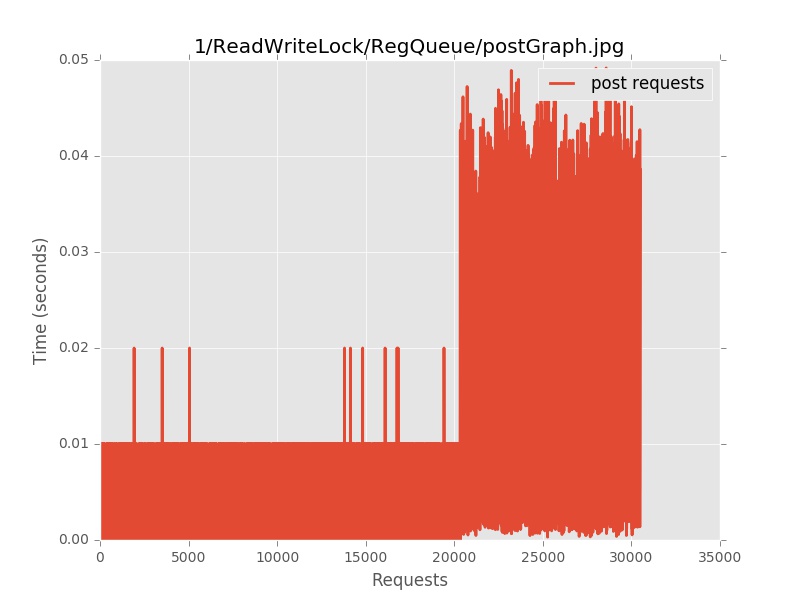 1/ReadWriteLock/RegQueue/postGraph.jpg
0.05
post requests
0.04
0.03
0.02
0.01
0.00
Time (seconds)
0 5000 10000 15000 20000 25000 30000 35000
Requests